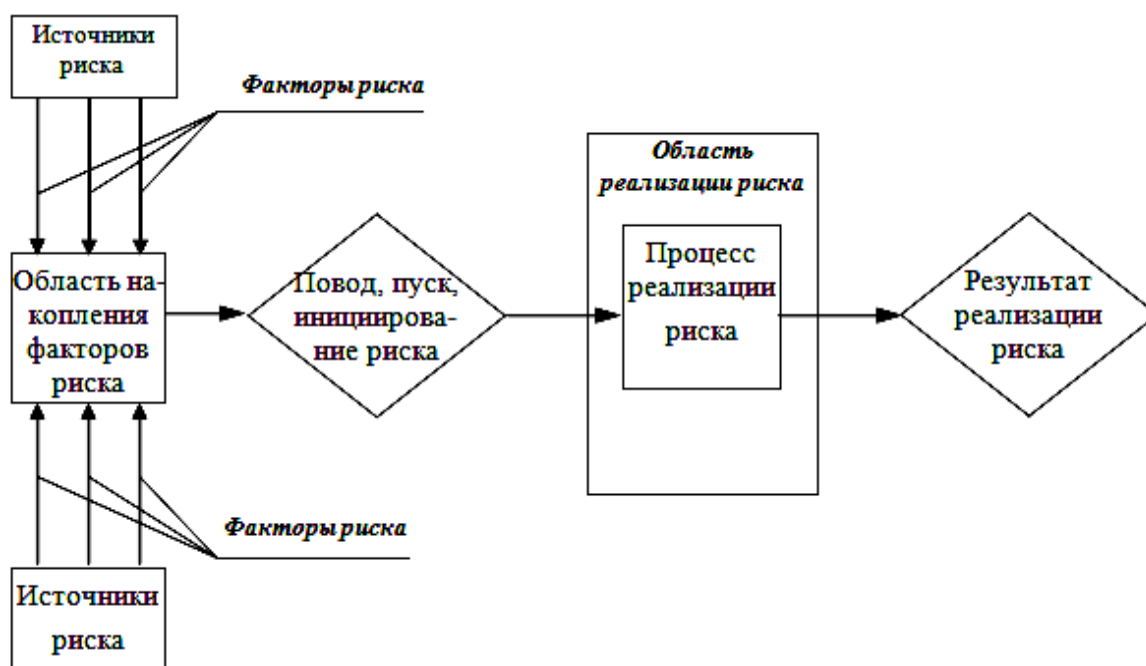 Источники
риска
Факторы риска
Область
реализации риска
Область на-
копления
факторов
риска
Повод, пуск,
иницииրова-
ние риска
Процесс
реализации
риска
Результат
реализации
риска
Факторы риска
Источники
риска